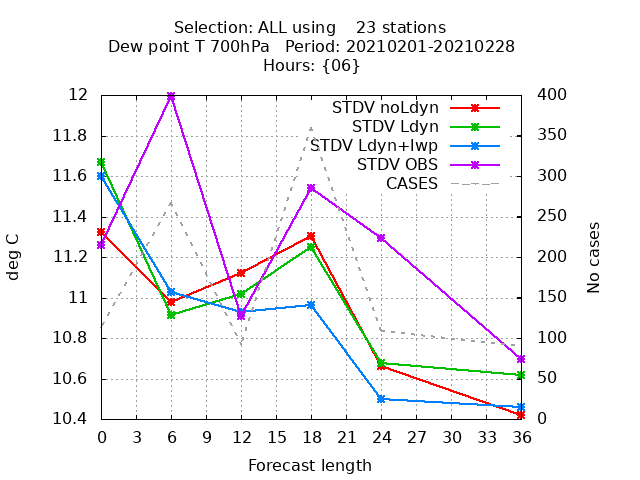 Selection: ALL using    23 stations
Dew point T 700hPa   Period: 20210201-20210228
Hours: {06}
12
11.8
11.6
11.4
11.2
11
10.8
10.6
10.4
deg C
STDV noLdyn
STDV Ldyn
STDV Ldyn+lwp
STDV OBS
CASES
400
350
300
250
200
150
100
50
0
No cases
0 3 6 9 12 15 18 21 24 27 30 33 36
Forecast length